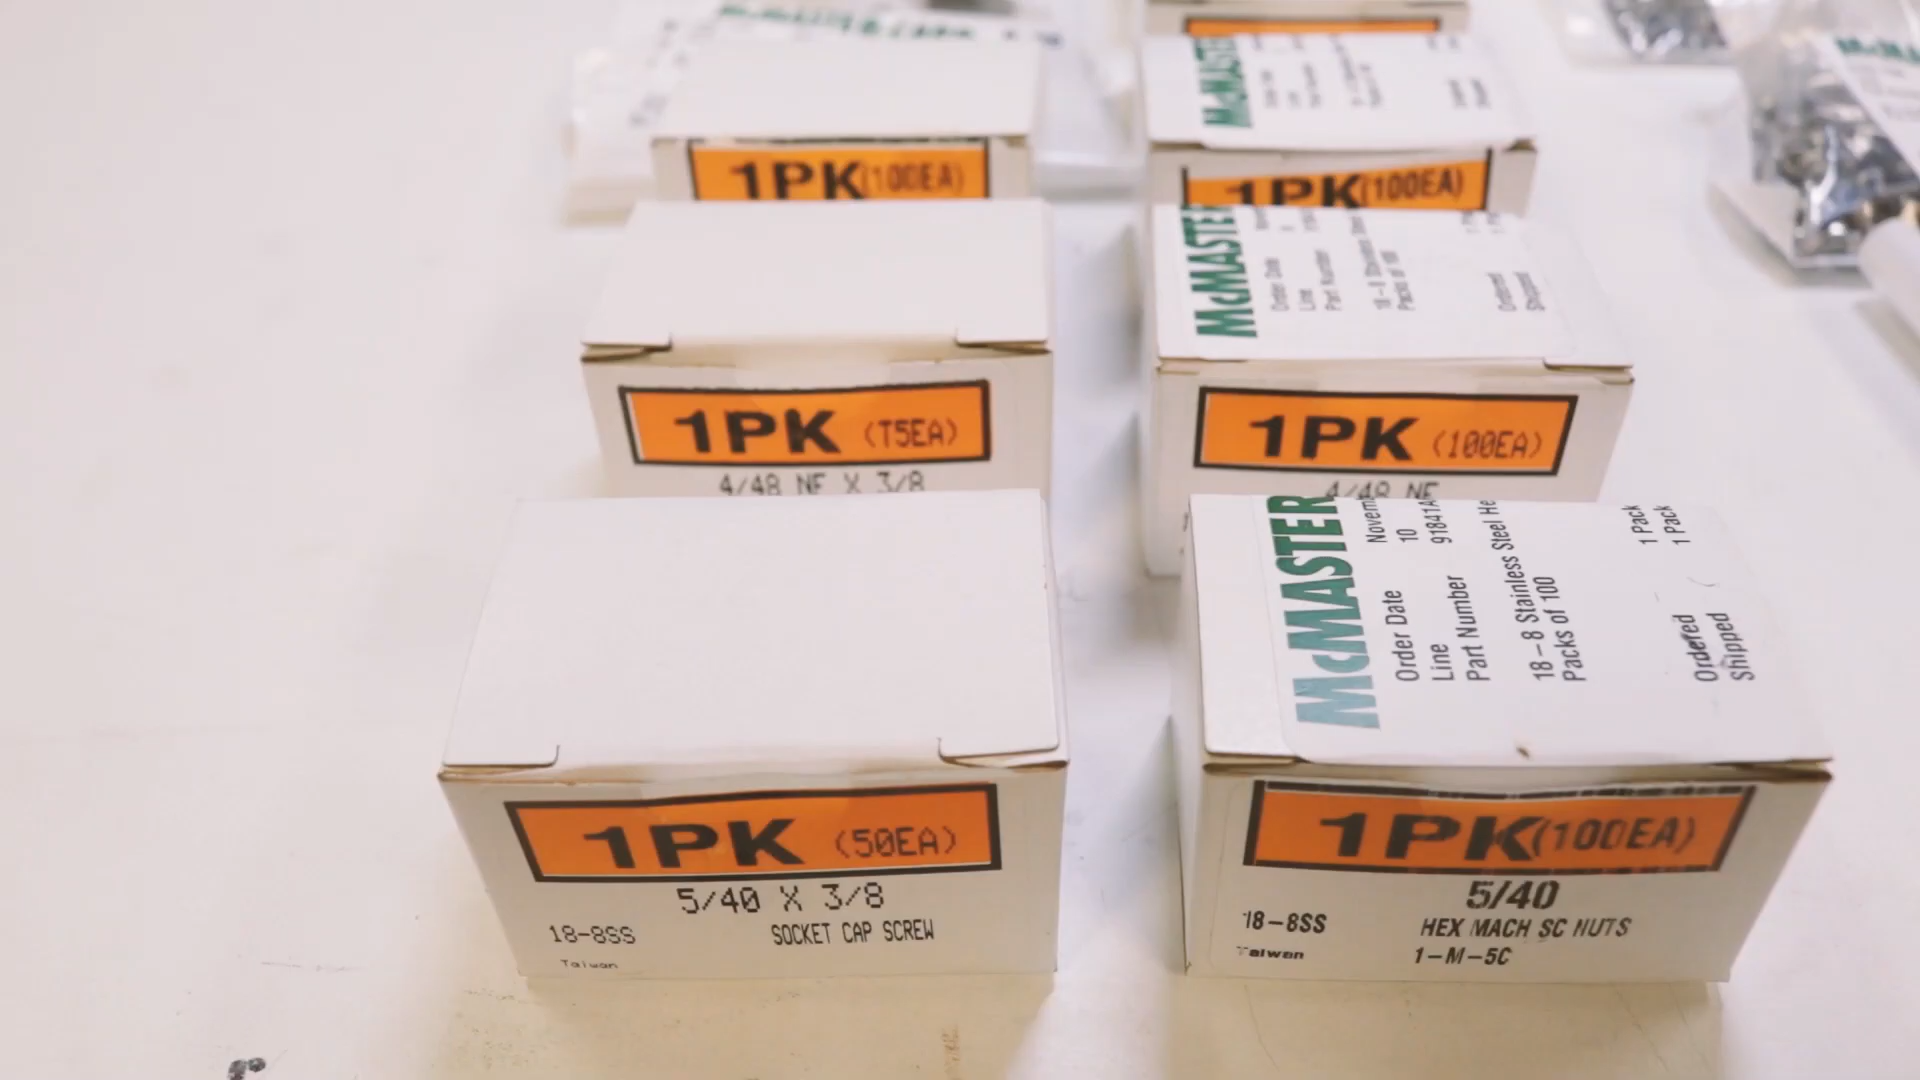 1PK(100EA)
McMASTER
1PK(100EA)
1PK (T5EA)
4/48 NF X 3/8
McMASTER
Order Date
Line
Part Number
18-8 Stainless Steel
Packs of 100
Ordered
Shipped
1PK (100EA)
4/48 NF
1PK (50EA)
5/40 X 3/8
18-8SS SOCKET CAP SCREW
Taiwan
McMASTER
Order Date Novem
Line 10
Part Number 91841A
18-8 Stainless Steel He
Packs of 100
Ordered 1 Pack
Shipped 1 Pack
1PK(100EA)
5/40
18-8SS HEX MACH SC NUTS
Taiwan 1-M-5C